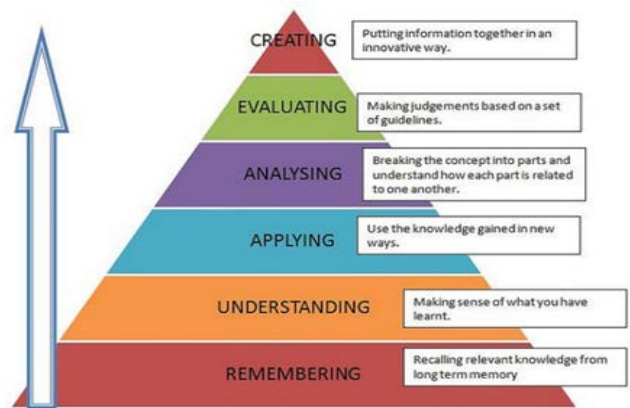 CREATING
Putting information together in an
innovative way.
EVALUATING
Making judgements based on a set
of guidelines.
ANALYSING
Breaking the concept into parts and
understand how each part is related
to one another.
APPLYING
Use the knowledge gained in new
ways.
UNDERSTANDING
Making sense of what you have
learnt.
REMEMBERING
Recalling relevant knowledge from
long term memory